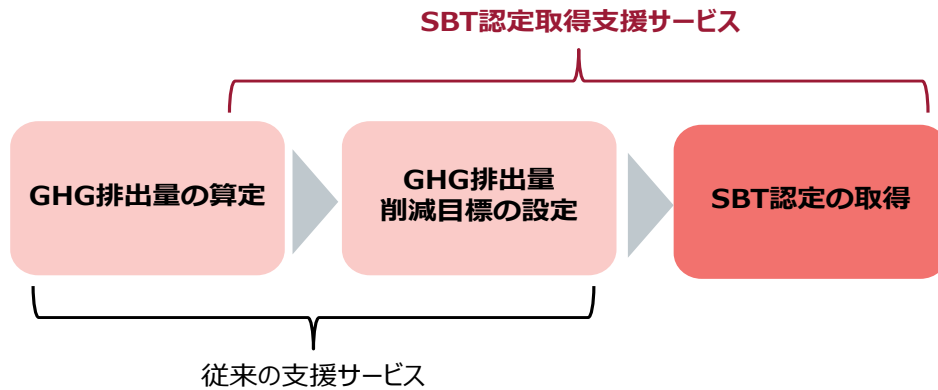 SBT認定取得支援サービス
GHG排出量の算定
GHG排出量
削減目標の設定
SBT認定の取得
従来の支援サービス